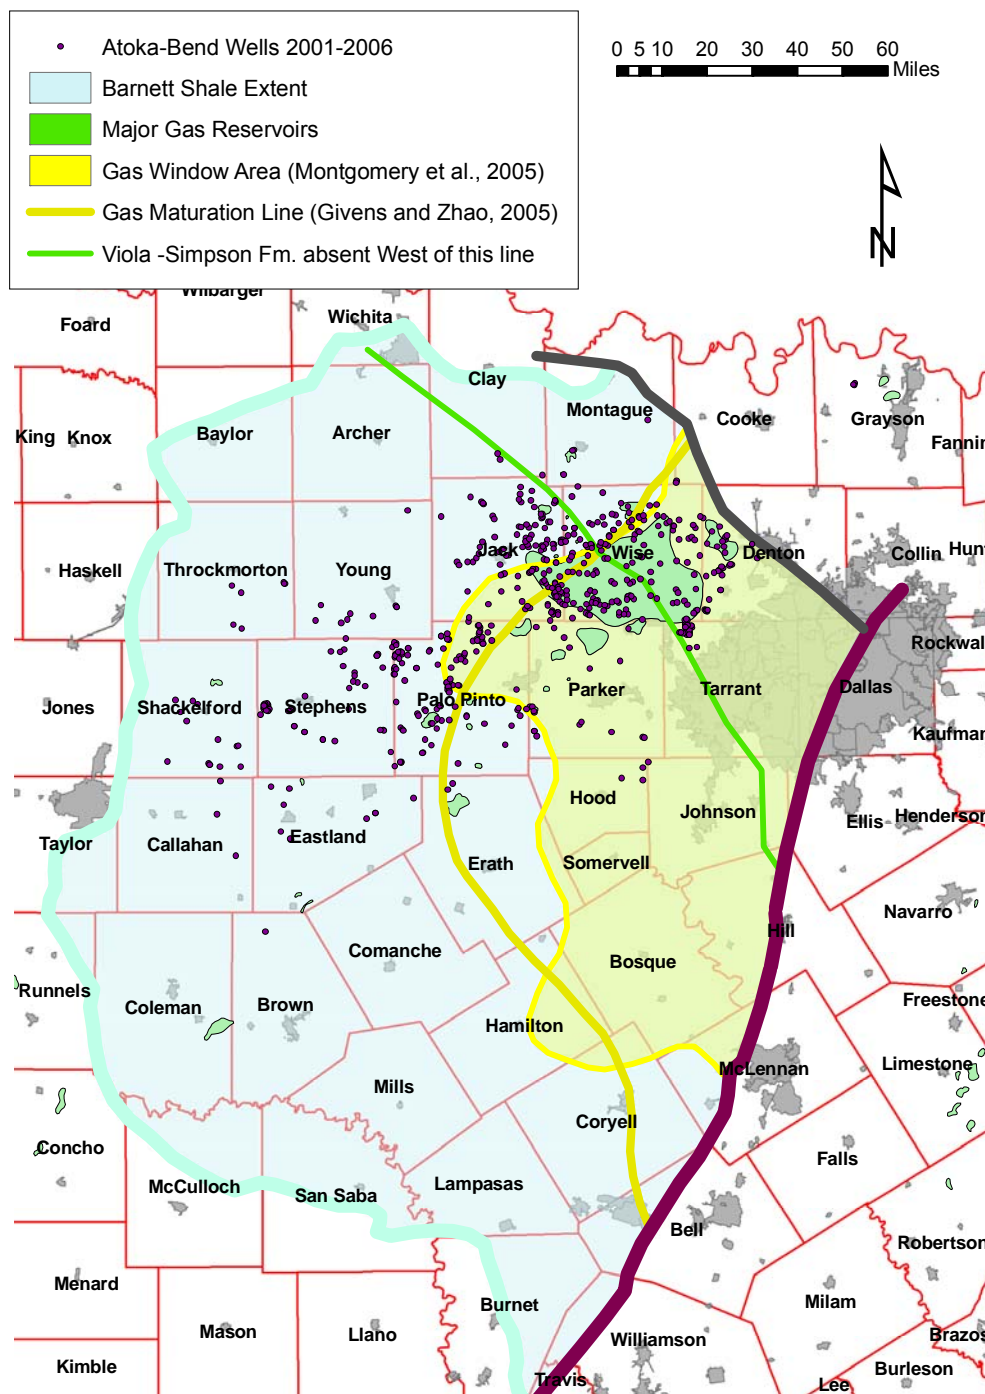 Atoka-Bend Wells 2001-2006
Barnett Shale Extent
Major Gas Reservoirs
Gas Window Area (Montgomery et al., 2005)
Gas Maturation Line (Givens and Zhao, 2005)
Viola -Simpson Fm. absent West of this line
0 5 10 20 30 40 50 60
Miles
N
Wilbarger
Foard
Wichita
Clay
Montague
Cooke
Grayson
Fannin
King
Knox
Baylor
Archer
Haskell
Throckmorton
Young
Jack
Wise
Denton
Collin
Hunt
Rockwall
Jones
Shackelford
Stephens
Palo Pinto
Parker
Tarrant
Dallas
Kaufman
Taylor
Callahan
Eastland
Erath
Hood
Somervell
Johnson
Ellis
Henderson
Navarro
Runnels
Coleman
Brown
Comanche
Hamilton
Bosque
Hill
Freestone
Limestone
McLennan
Mills
Coryell
Concho
McCulloch
San Saba
Lampasas
Falls
Bell
Robertson
Menard
Burnet
Milam
Mason
Llano
Williamson
Brazos
Kimble
Travis
Lee
Burleson